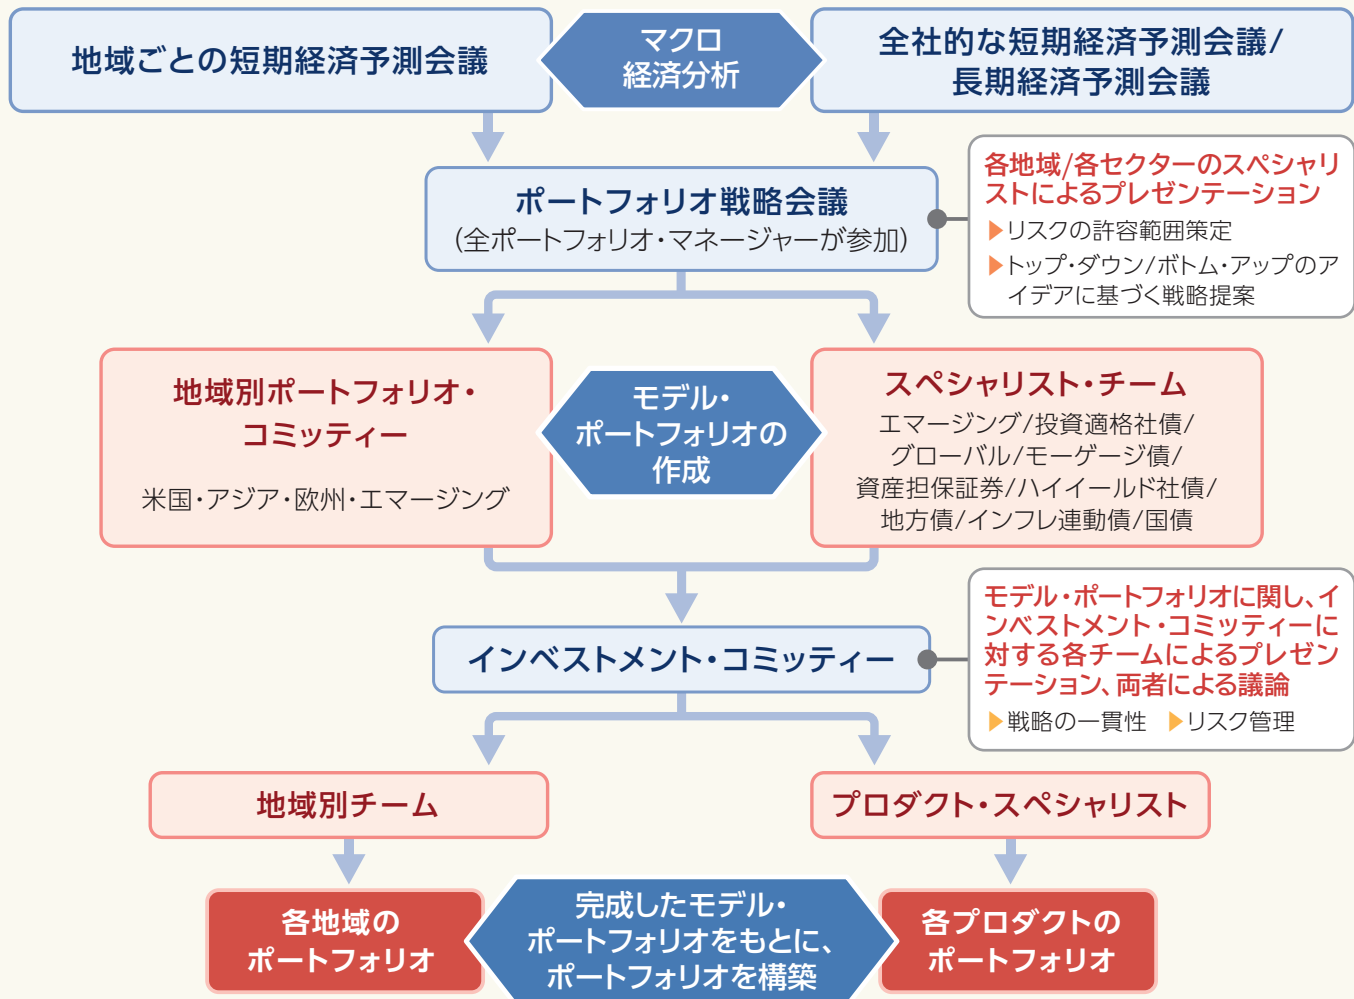 地域ごとの短期経済予測会議
マクロ
経済分析
全社的な短期経済予測会議/
長期経済予測会議
ポートフォリオ戦略会議
(全ポートフォリオ・マネージャーが参加)
各地域/各セクターのスペシャリ
ストによるプレゼンテーション
▶リスクの許容範囲策定
▶トップ・ダウン/ボトム・アップのア
イデアに基づく戦略提案
地域別ポートフォリオ・
コミッティー
米国・アジア・欧州・エマージング
モデル・
ポートフォリオの
作成
スペシャリスト・チーム
エマージング/投資適格社債/
グローバル/モーゲージ債/
資産担保証券/ハイイールド社債/
地方債/インフレ連動債/国債
インベストメント・コミッティー
モデル・ポートフォリオに関し、イ
ンベストメント・コミッティーに
対する各チームによるプレゼン
テーション、両者による議論
▶戦略の一貫性 ▶リスク管理
地域別チーム
プロダクト・スペシャリスト
各地域の
ポートフォリオ
完成したモデル・
ポートフォリオをもとに、
ポートフォリオを構築
各プロダクトの
ポートフォリオ